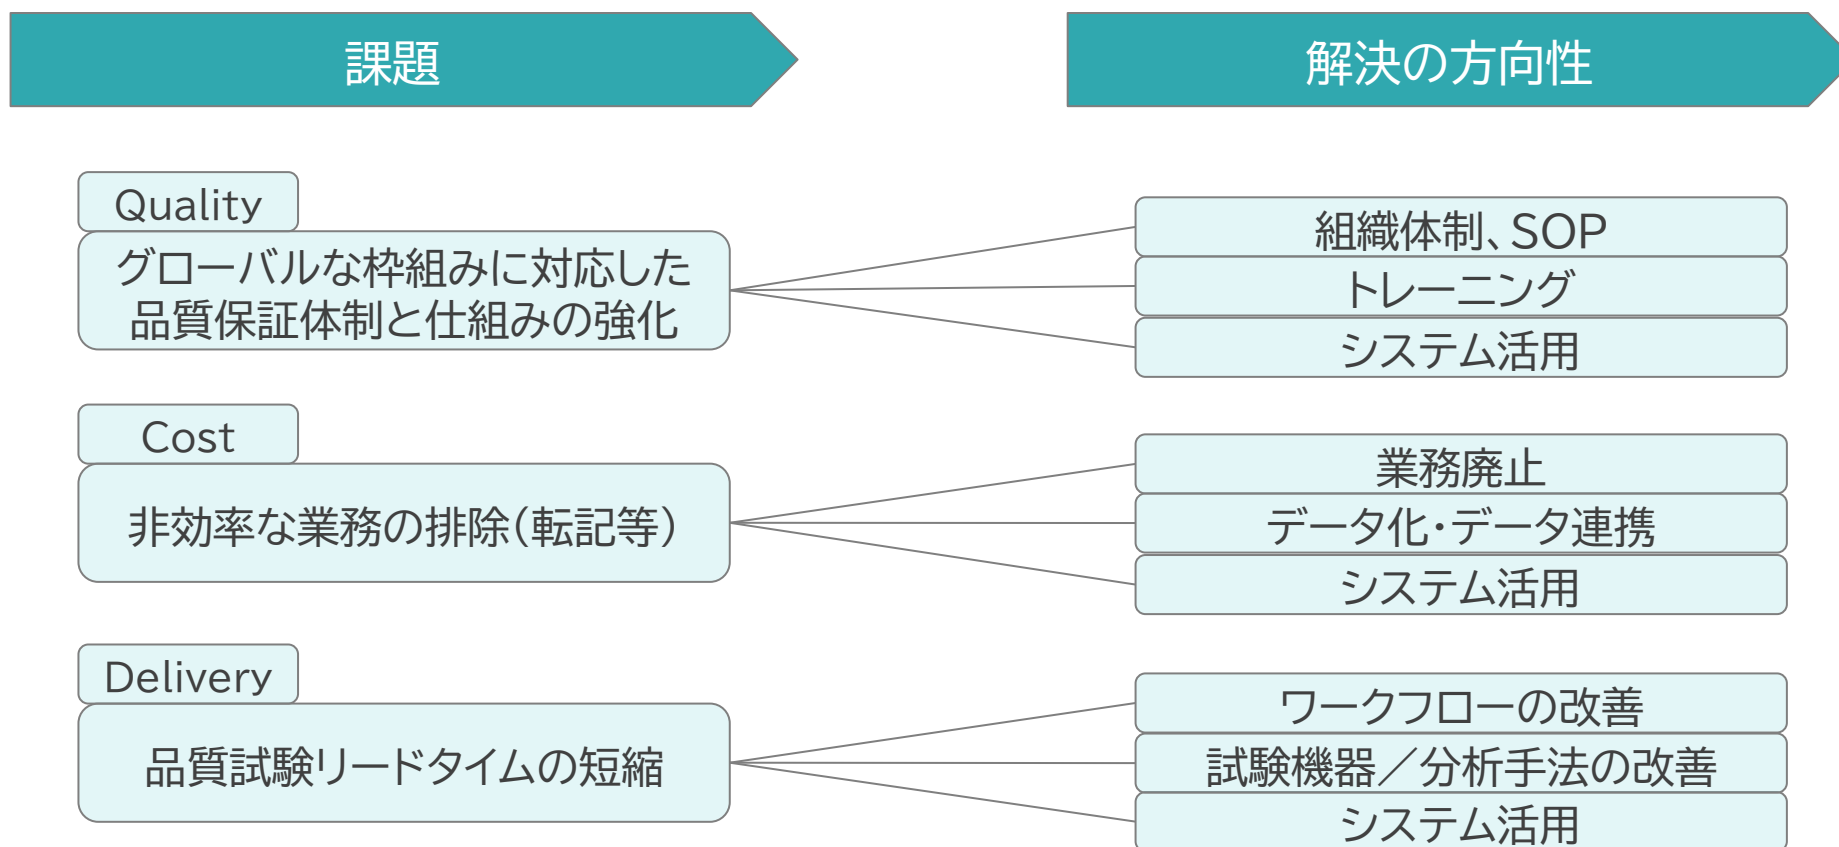 課題
解決の方向性
Quality
グローバルな枠組みに対応した
品質保証体制と仕組みの強化
組織体制、SOP
トレーニング
システム活用
Cost
非効率な業務の排除（転記等）
業務廃止
データ化・データ連携
システム活用
Delivery
品質試験リードタイムの短縮
ワークフローの改善
試験機器／分析手法の改善
システム活用